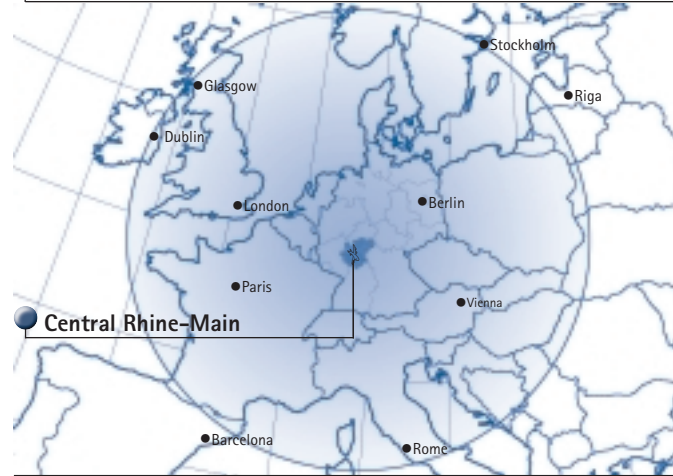 Stockholm
Glasgow
Riga
Dublin
London
Berlin
Paris
Vienna
Central Rhine-Main
Barcelona
Rome